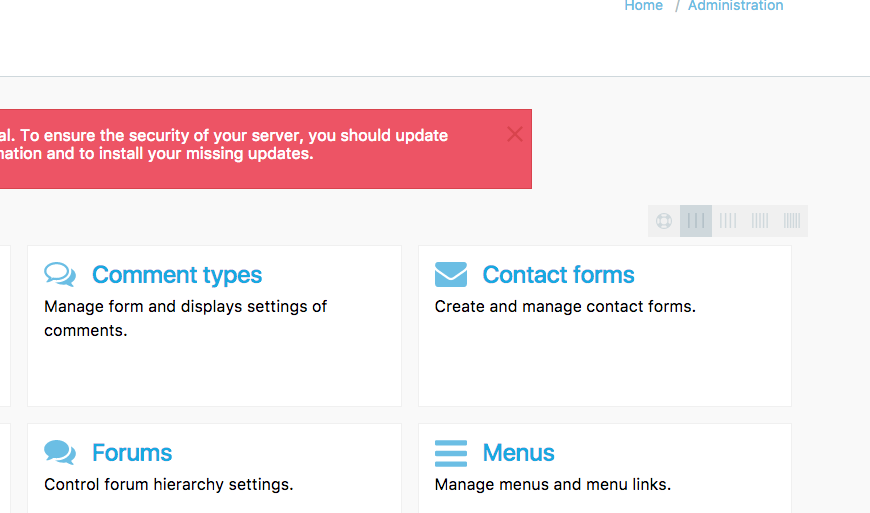 Home / Administration
al. To ensure the security of your server, you should update
nation and to install your missing updates.
Comment types
Manage form and displays settings of
comments.
Contact forms
Create and manage contact forms.
Forums
Control forum hierarchy settings.
Menus
Manage menus and menu links.